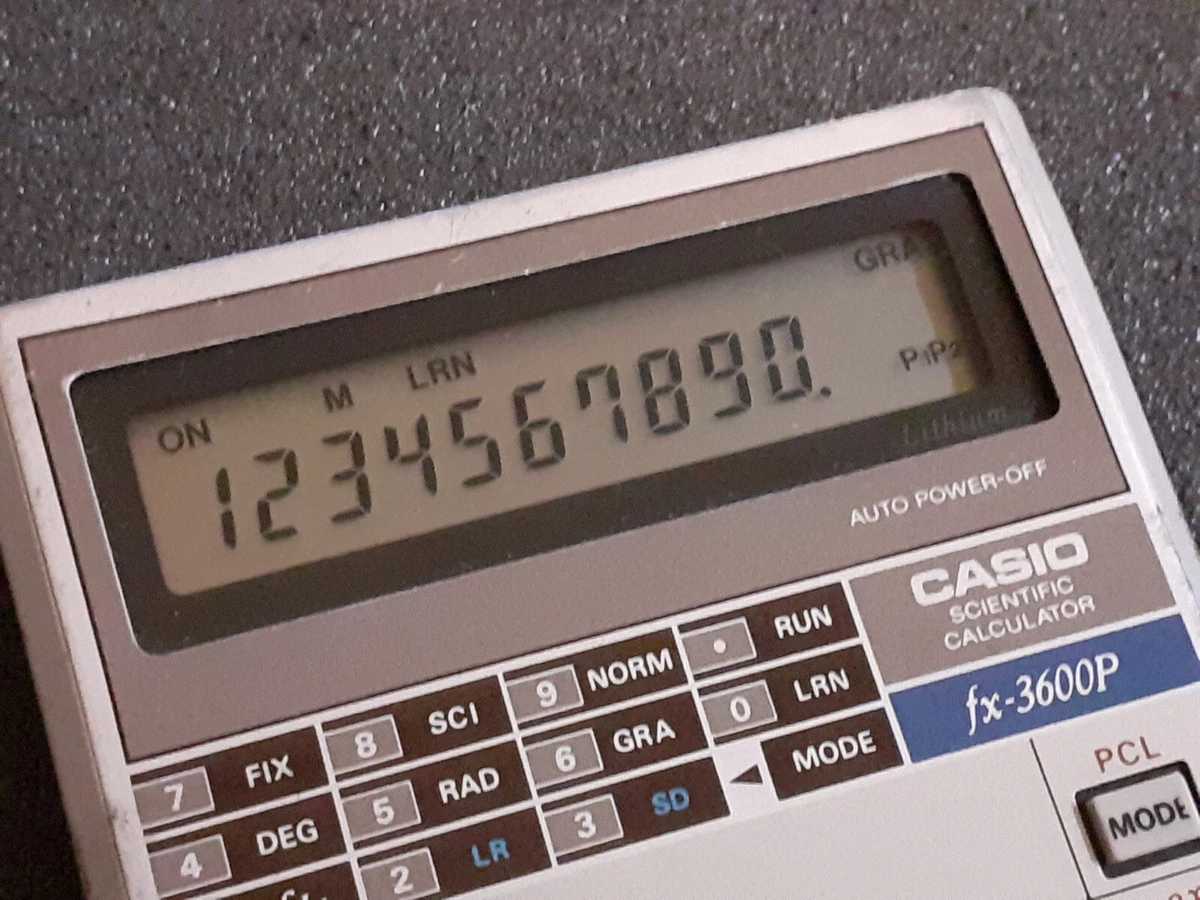 ON M LRN GRA
1234567890. P1P2
Lithium
AUTO POWER-OFF
CASIO
SCIENTIFIC
CALCULATOR
fx-3600P
7 FIX 8 SCI 9 NORM • RUN
4 DEG 5 RAD 6 GRA 0 LRN
2 LR 3 SD ◄ MODE
PCL
MODE